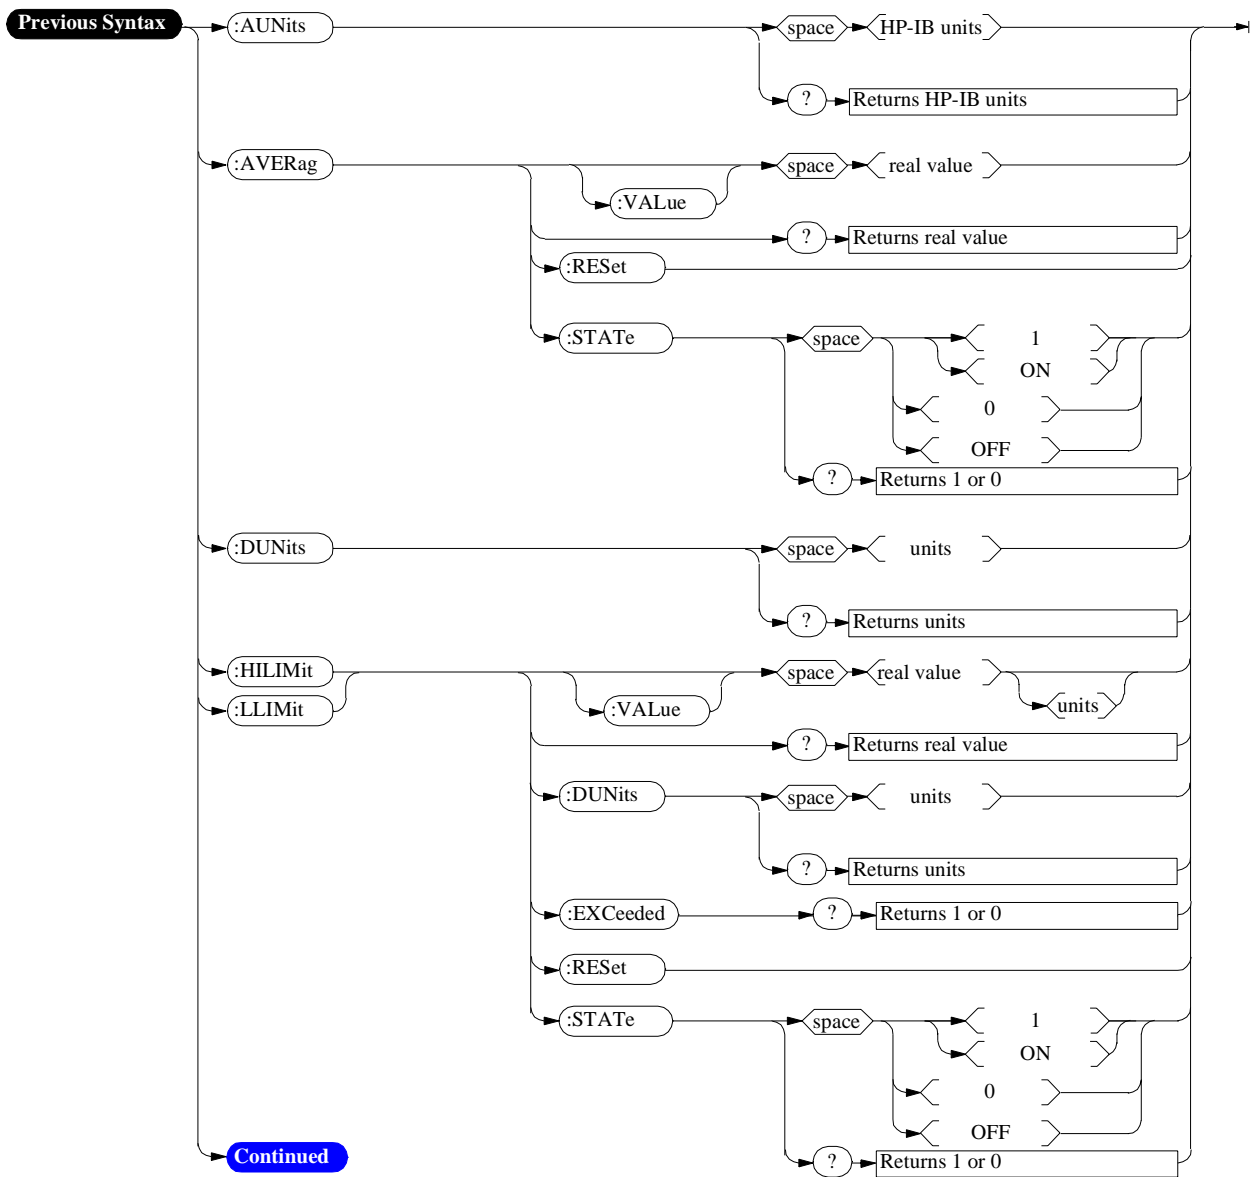 Previous Syntax :AUNits space HP-IB units
? Returns HP-IB units
:AVERag space real value
:VALue
? Returns real value
:RESet
:STATe space 1
ON
0
OFF
? Returns 1 or 0
:DUNits space units
? Returns units
:HILIMit space real value
:LLIMit :VALue units
? Returns real value
:DUNits space units
? Returns units
:EXCeeded ? Returns 1 or 0
:RESet
:STATe space 1
ON
0
OFF
Continued ? Returns 1 or 0